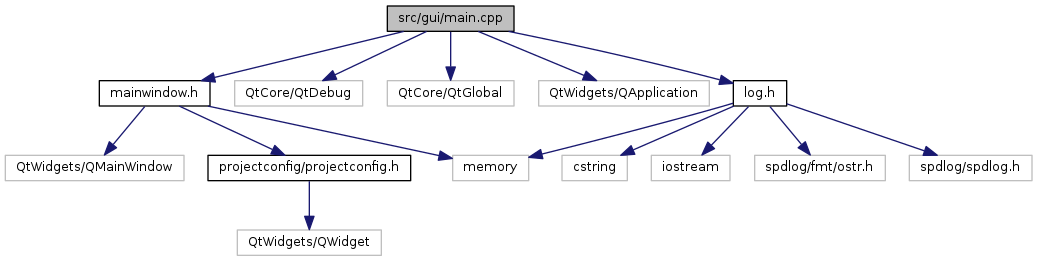 src/gui/main.cpp
mainwindow.h
QtCore/QtDebug
QtCore/QtGlobal
QtWidgets/QApplication
log.h
QtWidgets/QMainWindow
projectconfig/projectconfig.h
memory
cstring
iostream
spdlog/fmt/ostr.h
spdlog/spdlog.h
QtWidgets/QWidget